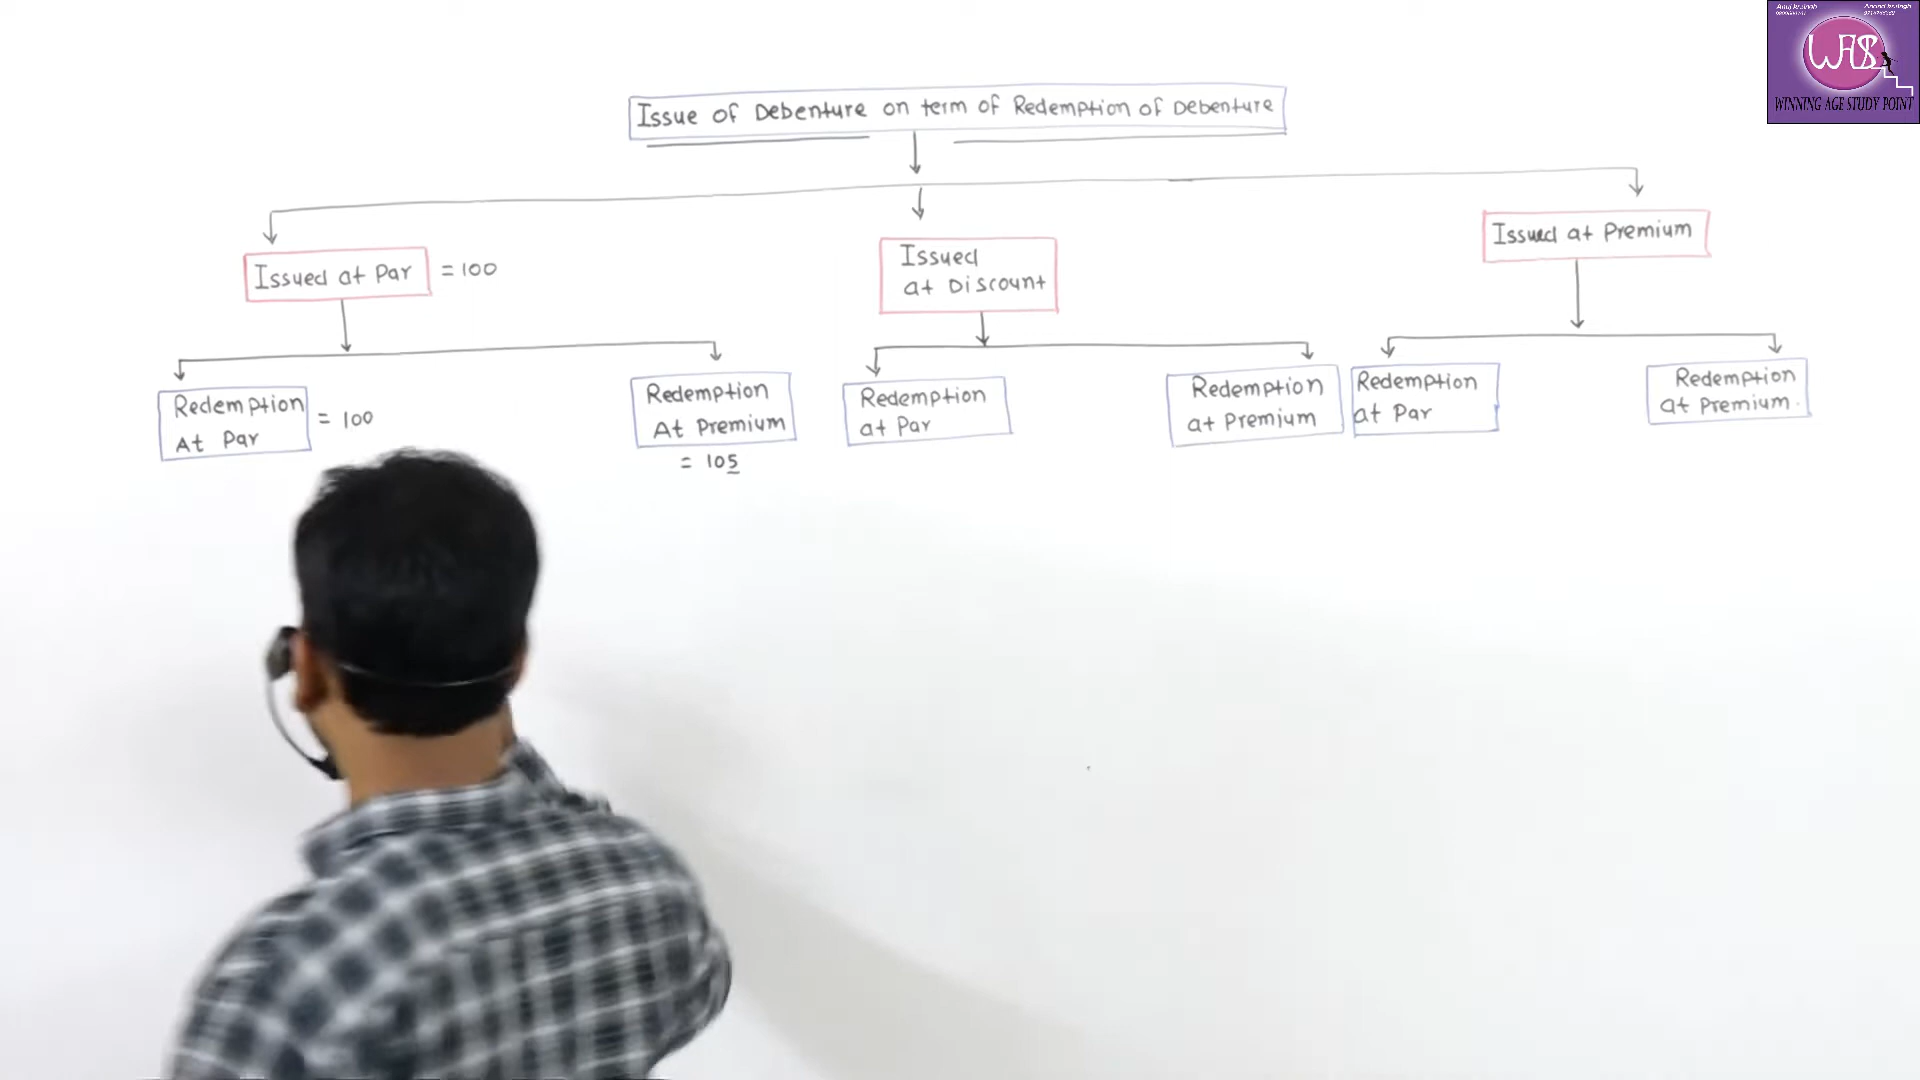 Issue of Debenture on term of Redemption of Debenture
Issued at Par = 100
Issued
at Discount
Issued at Premium
Redemption
At Par
= 100
Redemption
At Premium
= 105
Redemption
at Par
Redemption
at Premium
Redemption
at Par
Redemption
at Premium.
WAS
WINNING AGE STUDY POINT